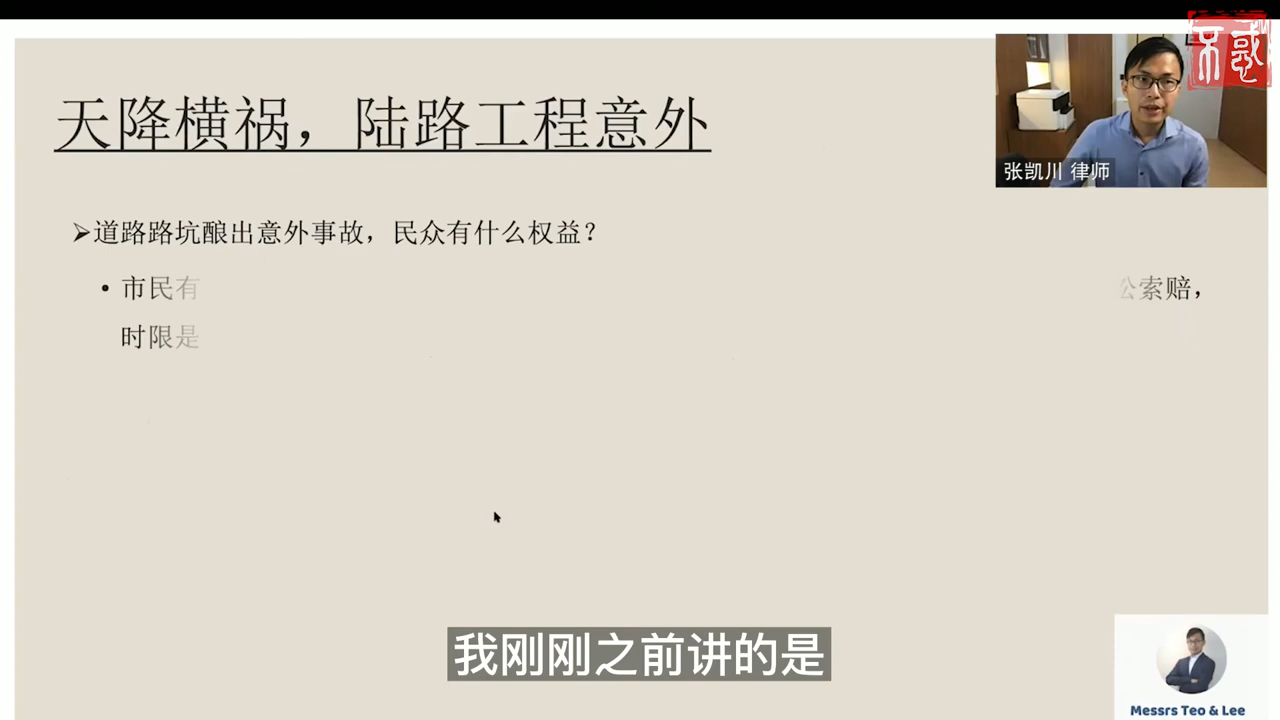 不惑
天降横祸，陆路工程意外
张凯川 律师
➢道路路坑酿出意外事故，民众有什么权益？
• 市民有
索赔，
时限是
我刚刚之前讲的是
Messrs Teo & Lee